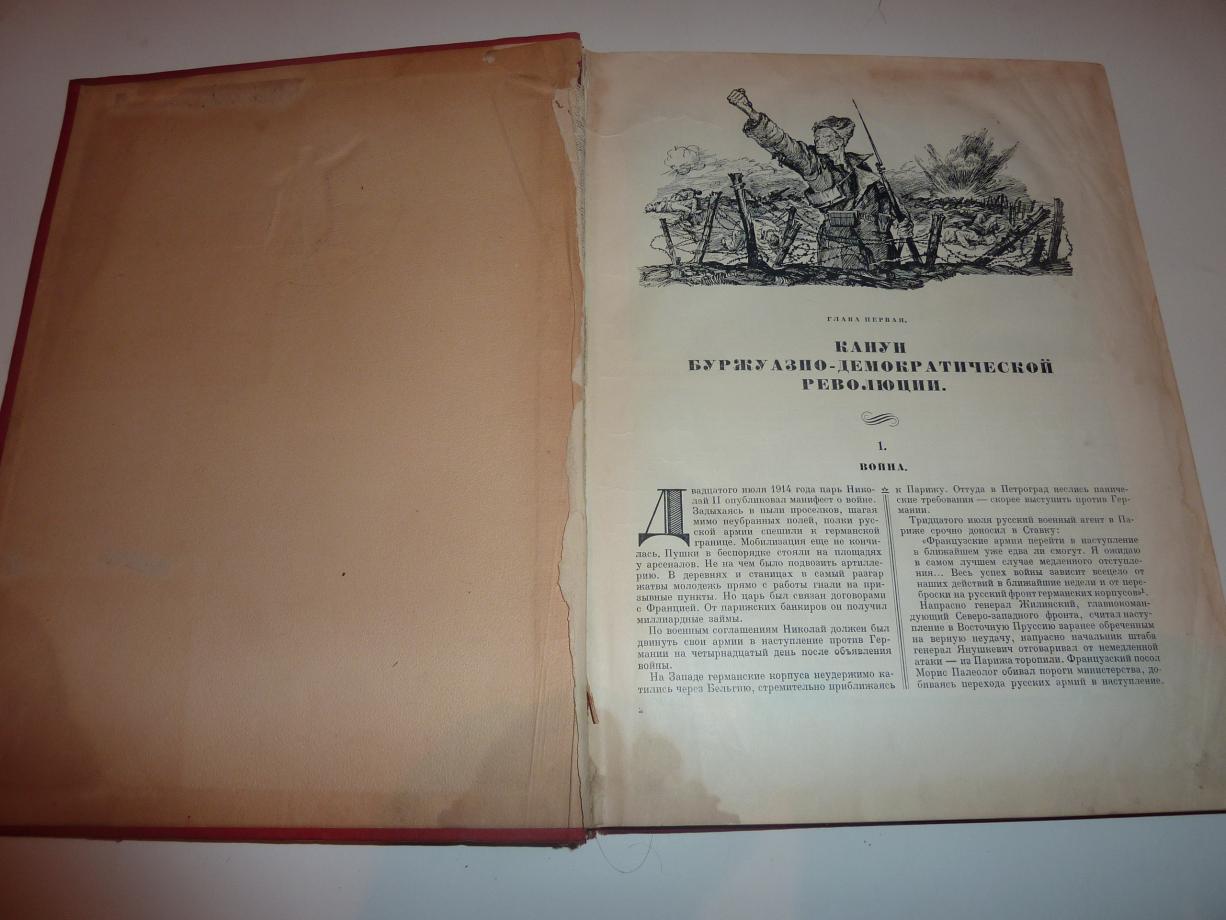 ГЛАВА ПЕРВАЯ.
КАНУН
БУРЖУАЗНО-ДЕМОКРАТИЧЕСКОЙ
РЕВОЛЮЦИИ.
1.
ВОЙНА.
Двадцатого июля 1914 года царь Нико-
лай II опубликовал манифест о войне.
Задыхаясь в пыли проселков, шагая
мимо неубранных полей, полки рус-
ской армии спешили к германской
границе. Мобилизация еще не кончи-
лась. Пушки в беспорядке стояли на площадях
у арсеналов. Не на чем было подвозить артилле-
рию. В деревнях и станицах в самый разгар
жатвы молодежь прямо с работы гнали на при-
зывные пункты. Но царь был связан договорами
с Францией. От парижских банкиров он получил
миллиардные займы.
По военным соглашениям Николай должен был
двинуть свои армии в наступление против Гер-
мании на четырнадцатый день после объявления
войны.
На Западе германские корпуса неудержимо ка-
тились через Бельгию, стремительно приближаясь
к Парижу. Оттуда в Петроград неслись паниче-
ские требования — скорее выступить против Гер-
мании.
Тридцатого июля русский военный агент в Па-
риже срочно доносил в Ставку:
«Французские армии перейти в наступление
в ближайшем уже едва ли смогут. Я ожидаю
в самом лучшем случае медленного отступле-
ния... Весь успех войны зависит всецело от
наших действий в ближайшие недели и от пере-
броски на русский фронт германских корпусов»¹.
Напрасно генерал Жилинский, главнокоман-
дующий Северо-западного фронта, считал насту-
пление в Восточную Пруссию заранее обреченным
на верную неудачу, напрасно начальник штаба
генерал Янушкевич отговаривал от немедленной
атаки — из Парижа торопили. Французский посол
Морис Палеолог обивал пороги министерства, до-
биваясь перехода русских армий в наступление.